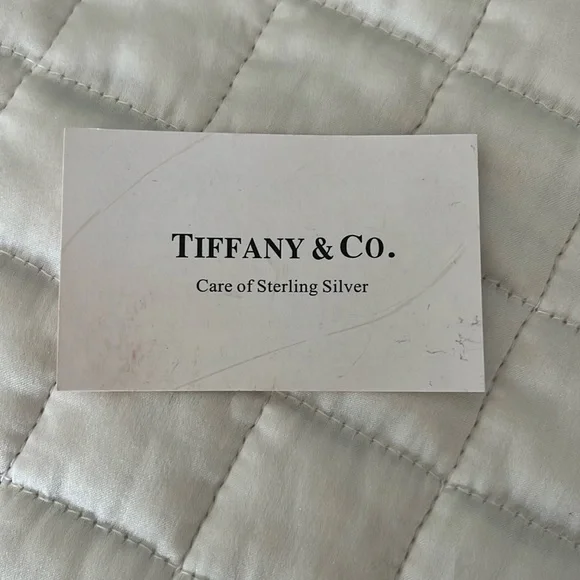 TIFFANY & CO.
Care of Sterling Silver